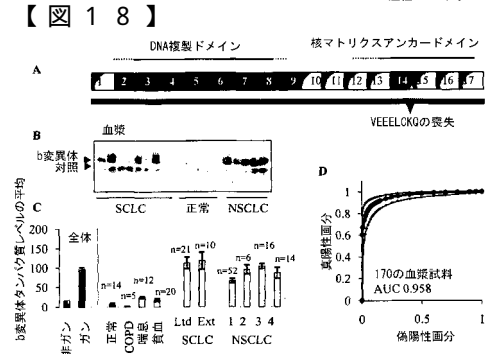 【図18】
DNA複製ドメイン
核マトリクスアンカードメイン
A
1 2 3 4 5 6 7 8 9 10 11 12 13 14 15 16 17
VEEELCKQの喪失
B
血漿
b変異体
対照
SCLC 正常 NSCLC
C
b変異体タンパク質レベルの平均
全体
200
150
100
50
0
非ガン
ガン
n=14
n=5
n=12
n=20
n=21
n=10
n=52
n=6
n=16
n=14
正常
COPD
喘息
貧血
Ltd Ext
SCLC
1 2 3 4
NSCLC
D
真陽性画分
1
0.8
0.6
0.4
0.2
0
170の血漿試料
AUC 0.958
0 0.5 1
偽陽性画分